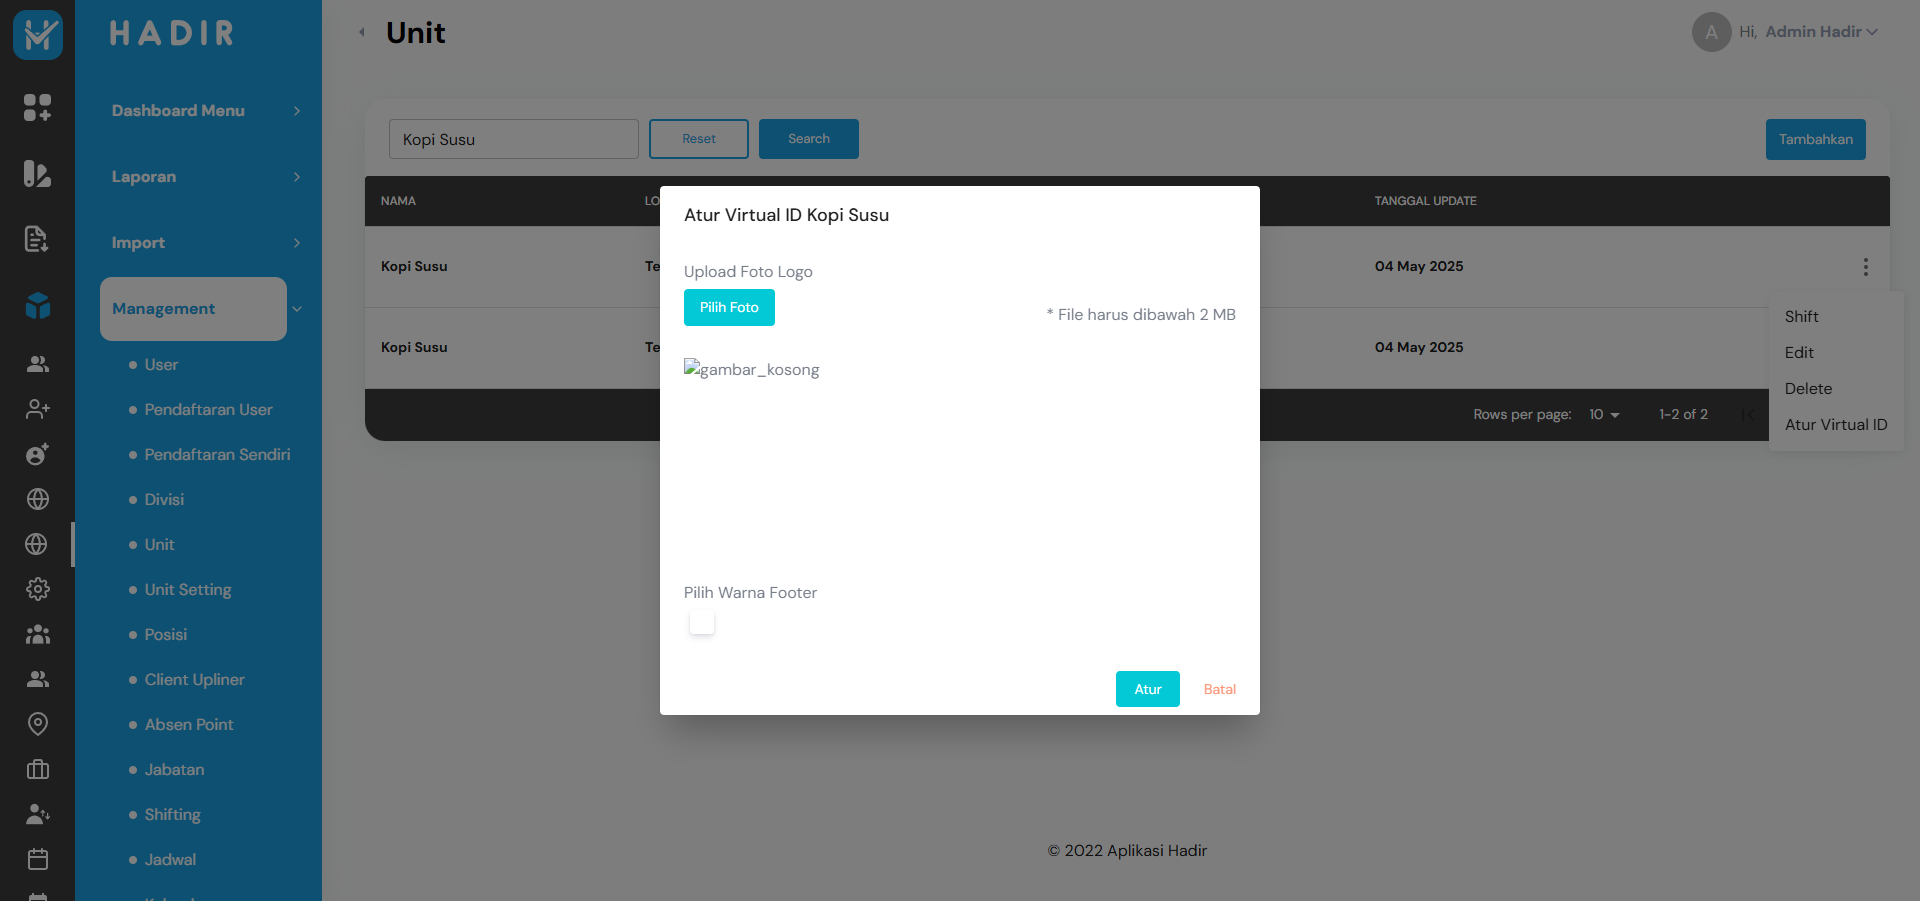 HADIR
Unit
A
Hi, Admin Hadir
Dashboard Menu
Laporan
Import
Management
User
Pendaftaran User
Pendaftaran Sendiri
Divisi
Unit
Unit Setting
Posisi
Client Upliner
Absen Point
Jabatan
Shifting
Jadwal
Kopi Susu
Reset
Search
Tambahkan
NAMA
LO
TANGGAL UPDATE
Kopi Susu
Te
04 May 2025
Kopi Susu
Te
04 May 2025
Rows per page: 10
1-2 of 2
Shift
Edit
Delete
Atur Virtual ID
Atur Virtual ID Kopi Susu
Upload Foto Logo
Pilih Foto
* File harus dibawah 2 MB
gambar_kosong
Pilih Warna Footer
Atur
Batal
© 2022 Aplikasi Hadir